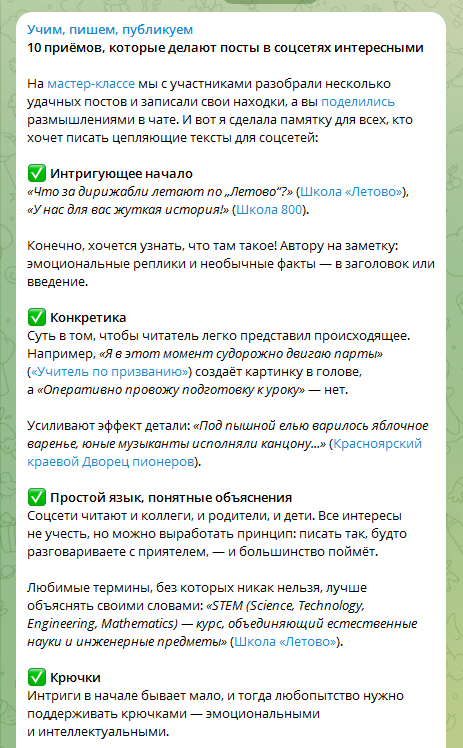 Учим, пишем, публикуем
10 приёмов, которые делают посты в соцсетях интересными
На мастер-классе мы с участниками разобрали несколько
удачных постов и записали свои находки, а вы поделились
размышлениями в чате. И вот я сделала памятку для всех, кто
хочет писать цепляющие тексты для соцсетей:
✅ Интригующее начало
«Что за дирижабли летают по „Летово“?» (Школа «Летово»),
«У нас для вас жуткая история!» (Школа 800).
Конечно, хочется узнать, что там такое! Автору на заметку:
эмоциональные реплики и необычные факты — в заголовок или
введение.
✅ Конкретика
Суть в том, чтобы читатель легко представил происходящее.
Например, «Я в этот момент судорожно двигаю парты»
(«Учитель по призванию») создаёт картинку в голове,
а «Оперативно провожу подготовку к уроку» — нет.
Усиливают эффект детали: «Под пышной елью варилось яблочное
варенье, юные музыканты исполняли канцону...» (Красноярский
краевой Дворец пионеров).
✅ Простой язык, понятные объяснения
Соцсети читают и коллеги, и родители, и дети. Все интересы
не учесть, но можно выработать принцип: писать так, будто
разговариваете с приятелем, — и большинство поймёт.
Любимые термины, без которых никак нельзя, лучше
объяснять своими словами: «STEM (Science, Technology,
Engineering, Mathematics) — курс, объединяющий естественные
науки и инженерные предметы» (Школа «Летово»).
✅ Крючки
Интриги в начале бывает мало, и тогда любопытство нужно
поддерживать крючками — эмоциональными
и интеллектуальными.